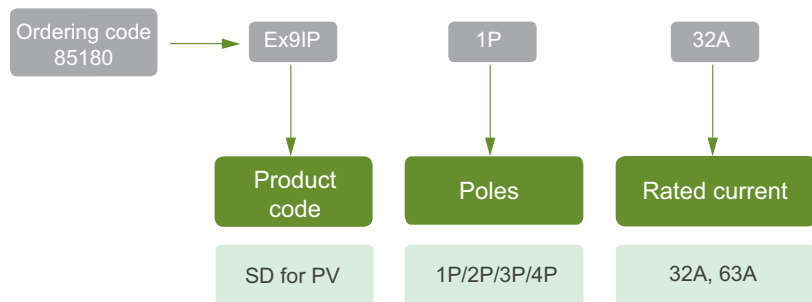 Ordering code
85180
Ex9IP
1P
32A
Product
code
Poles
Rated current
SD for PV
1P/2P/3P/4P
32A, 63A